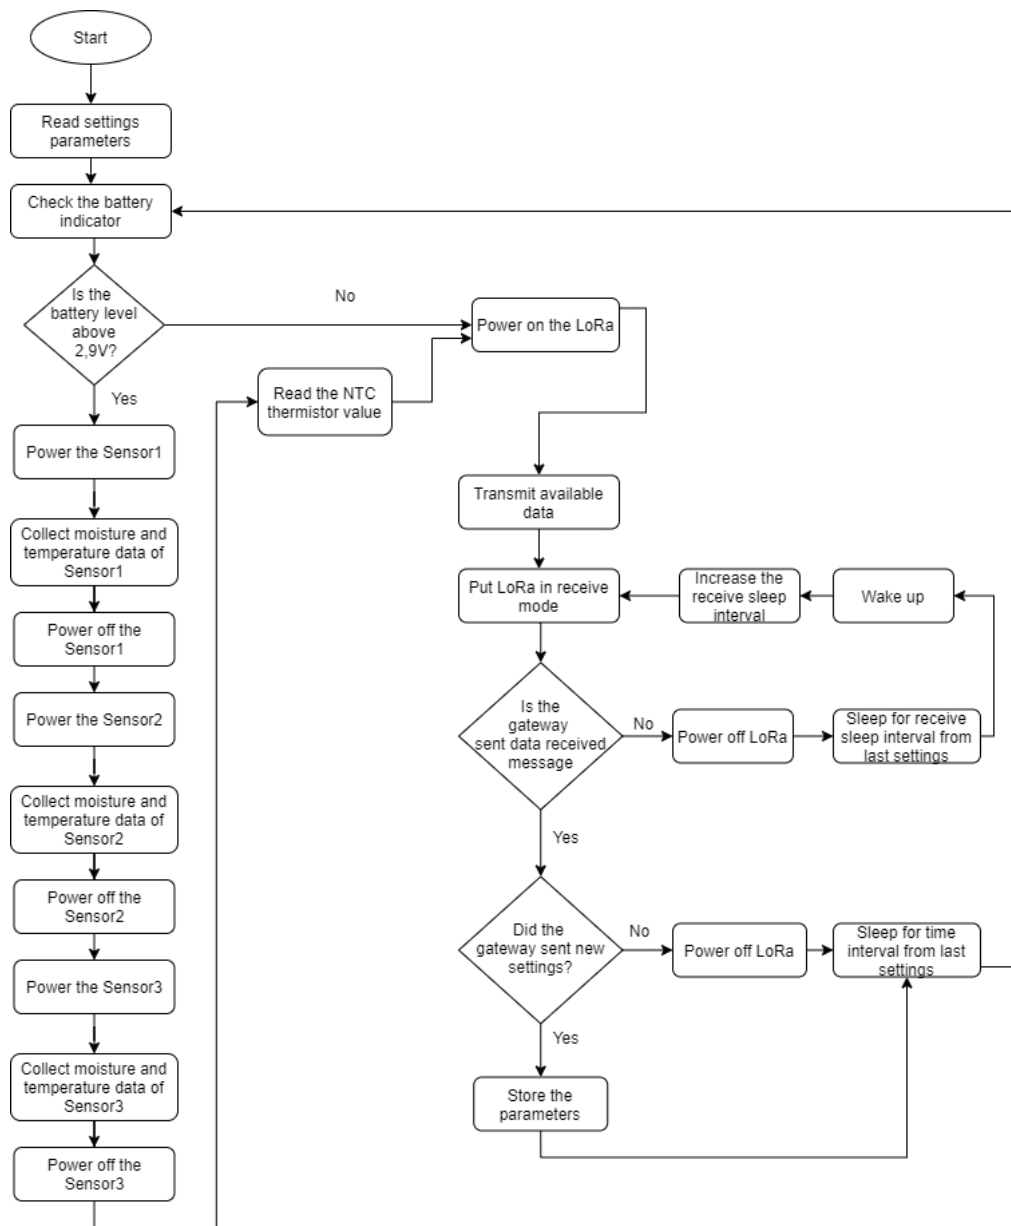 Start
Read settings
parameters
Check the battery
indicator
Is the
battery level
above
2,9V?
No
Yes
Power on the LoRa
Read the NTC
thermistor value
Power the Sensor1
Collect moisture and
temperature data of
Sensor1
Power off the
Sensor1
Power the Sensor2
Collect moisture and
temperature data of
Sensor2
Power off the
Sensor2
Power the Sensor3
Collect moisture and
temperature data of
Sensor3
Power off the
Sensor3
Transmit available
data
Put LoRa in receive
mode
Increase the
receive sleep
interval
Wake up
Is the
gateway
sent data received
message
No
Power off LoRa
Sleep for receive
sleep interval from
last settings
Yes
Did the
gateway sent new
settings?
No
Power off LoRa
Sleep for time
interval from last
settings
Yes
Store the
parameters